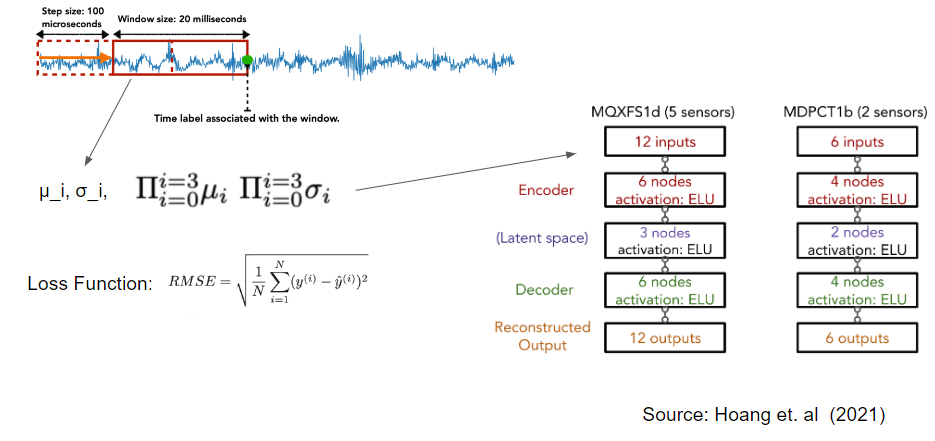 Step size: 100
microseconds
Window size: 20 milliseconds
Time label associated with the window.
μ_i, σ_i, ∏_{i=0}^{i=3} μ_i ∏_{i=0}^{i=3} σ_i
Loss Function: RMSE = √(1/N ∑_{i=1}^{N} (y^{(i)} − ŷ^{(i)})²)
MQXFS1d (5 sensors)
12 inputs
Encoder
6 nodes
activation: ELU
(Latent space)
3 nodes
activation: ELU
Decoder
6 nodes
activation: ELU
Reconstructed
Output
12 outputs
MDPCT1b (2 sensors)
6 inputs
4 nodes
activation: ELU
2 nodes
activation: ELU
4 nodes
activation: ELU
6 outputs
Source: Hoang et. al (2021)